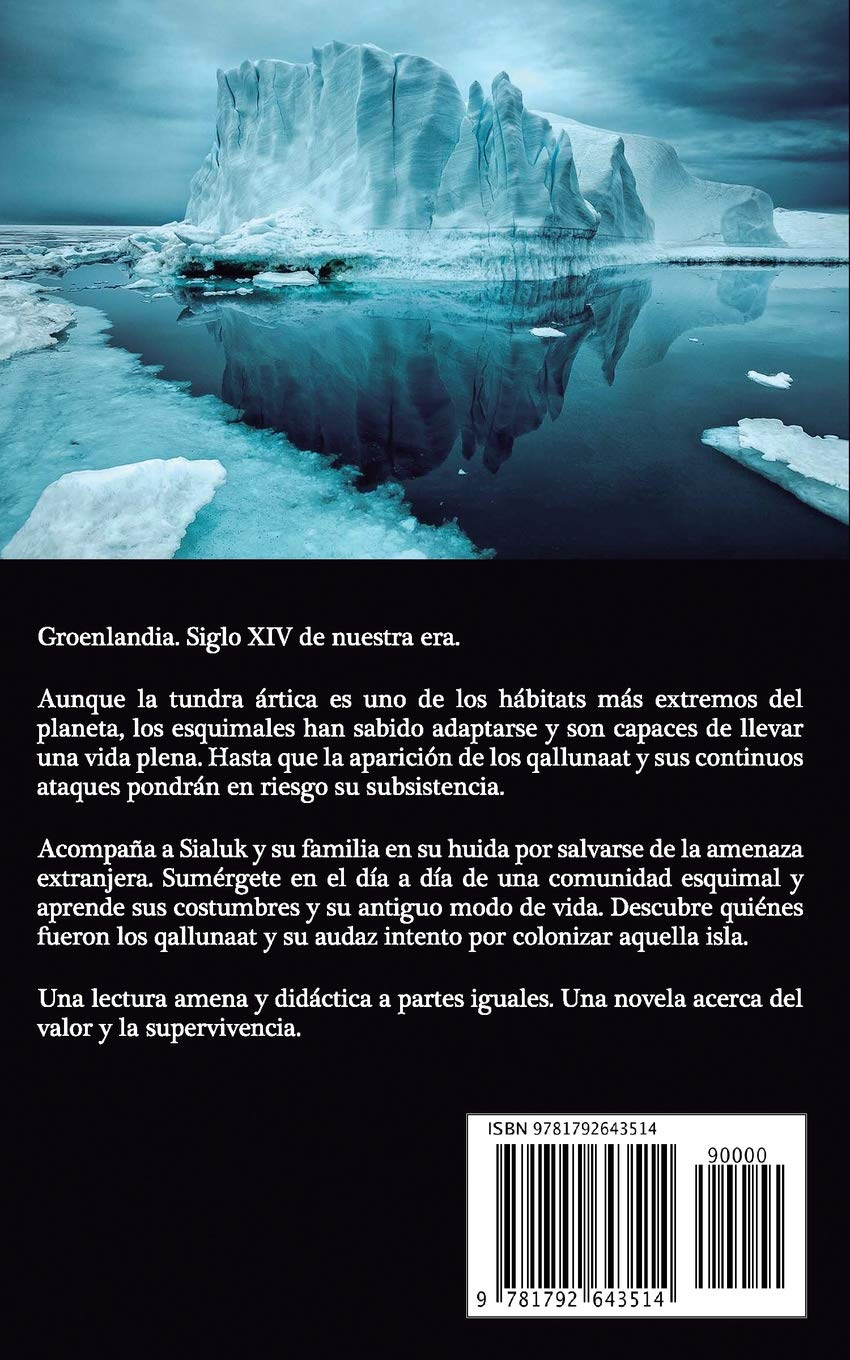 Groenlandia. Siglo XIV de nuestra era.
Aunque la tundra ártica es uno de los hábitats más extremos del
planeta, los esquimales han sabido adaptarse y son capaces de llevar
una vida plena. Hasta que la aparición de los qallunaat y sus continuos
ataques pondrán en riesgo su subsistencia.
Acompaña a Sialuk y su familia en su huida por salvarse de la amenaza
extranjera. Sumérgete en el día a día de una comunidad esquimal y
aprende sus costumbres y su antiguo modo de vida. Descubre quiénes
fueron los qallunaat y su audaz intento por colonizar aquella isla.
Una lectura amena y didáctica a partes iguales. Una novela acerca del
valor y la supervivencia.
ISBN 9781792643514
90000
9 781792 643514